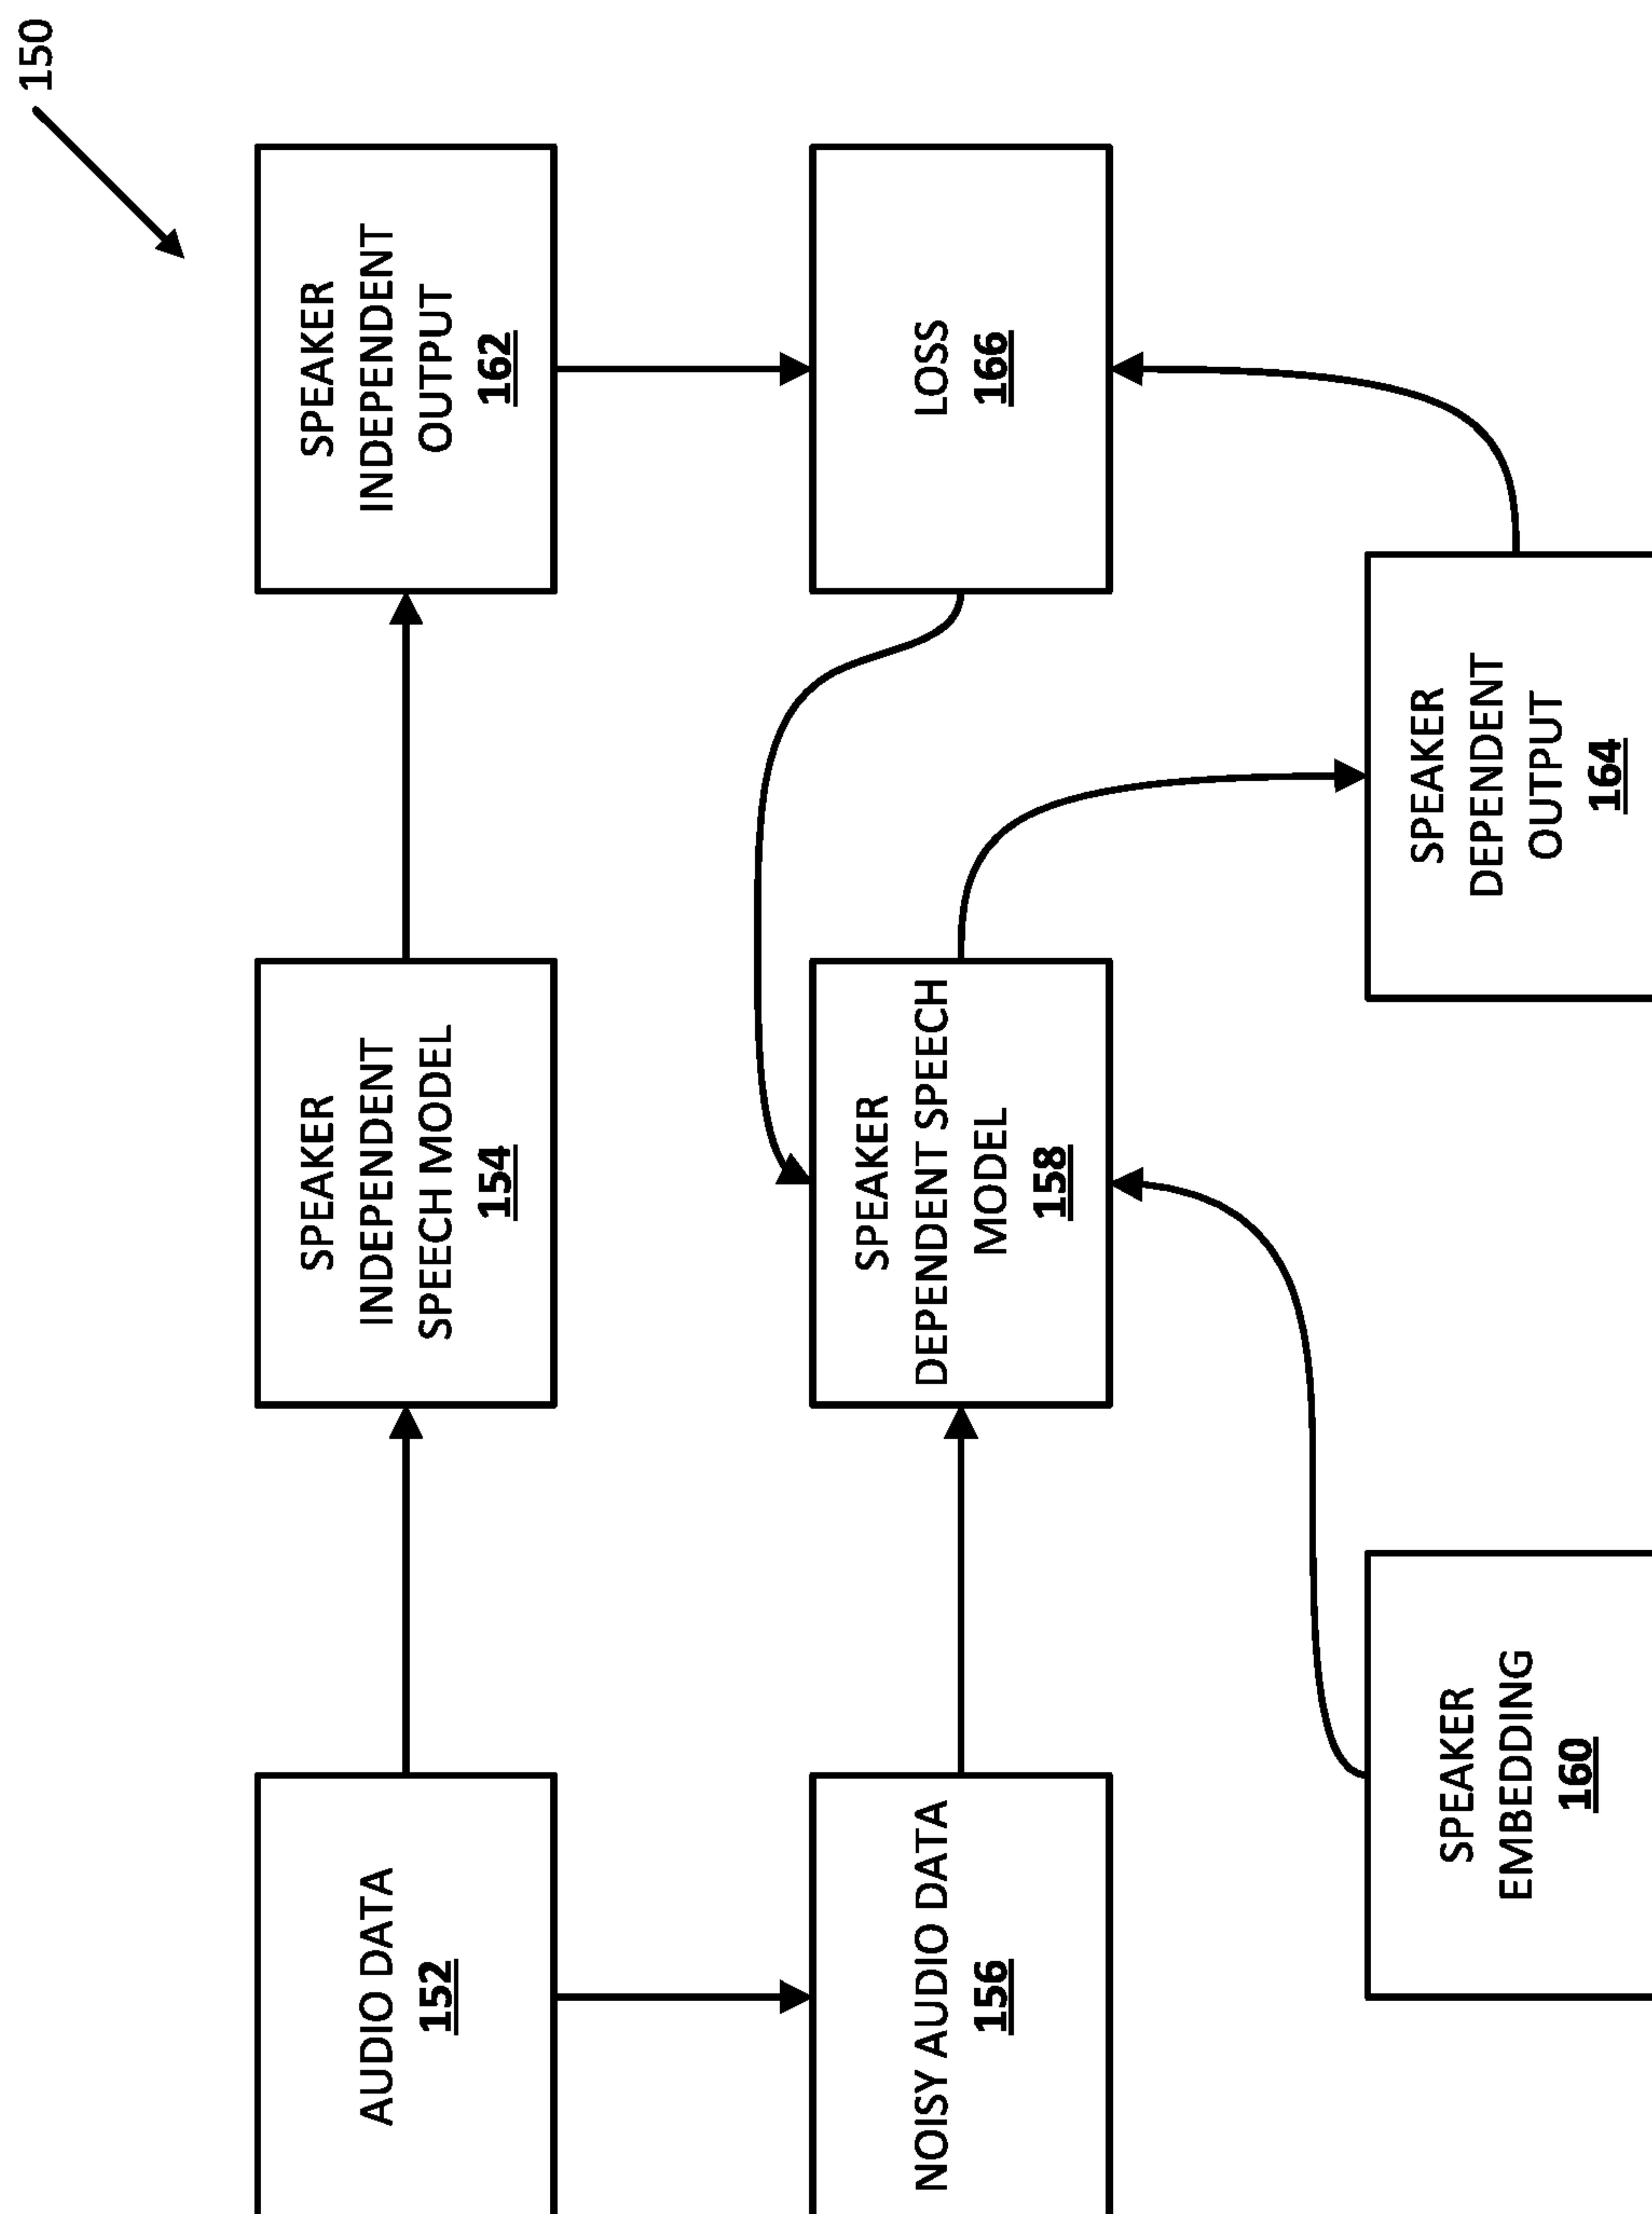 150
AUDIO DATA
152
SPEAKER
INDEPENDENT
SPEECH MODEL
154
SPEAKER
INDEPENDENT
OUTPUT
162
NOISY AUDIO DATA
156
SPEAKER
DEPENDENT SPEECH
MODEL
158
LOSS
166
SPEAKER
EMBEDDING
160
SPEAKER
DEPENDENT
OUTPUT
164